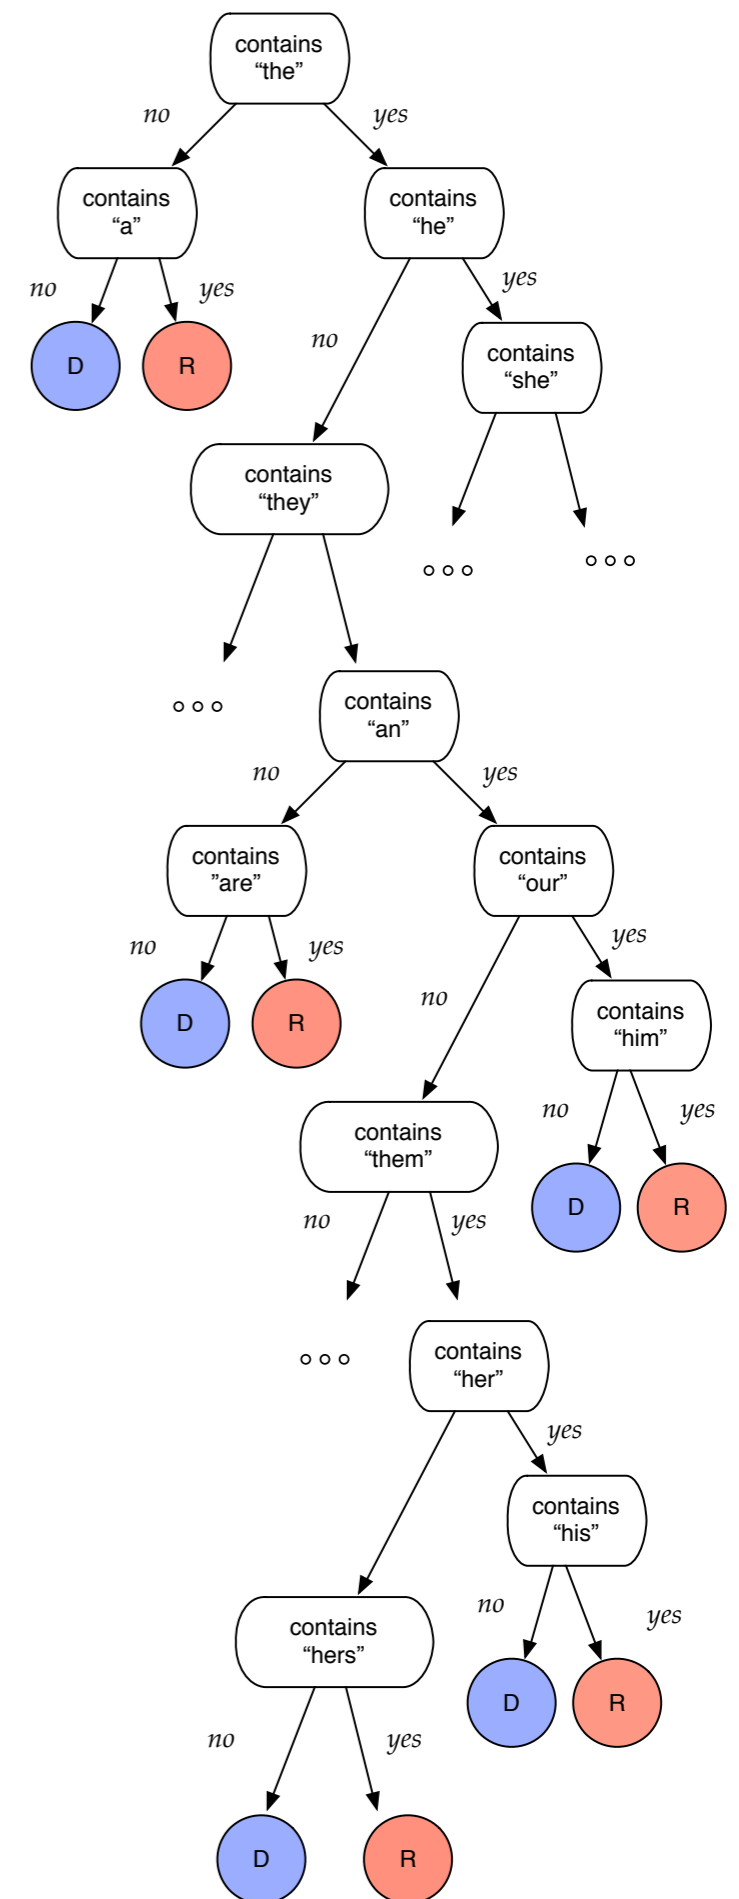 contains
“the”
no
yes
contains
“a”
contains
“he”
no
yes
yes
D
R
no
contains
“she”
contains
“they”
contains
“an”
no
yes
contains
”are”
contains
“our”
no
yes
yes
D
R
no
contains
“him”
no
yes
contains
“them”
D
R
no
yes
contains
“her”
yes
contains
“his”
no
yes
contains
“hers”
D
R
no
yes
D
R